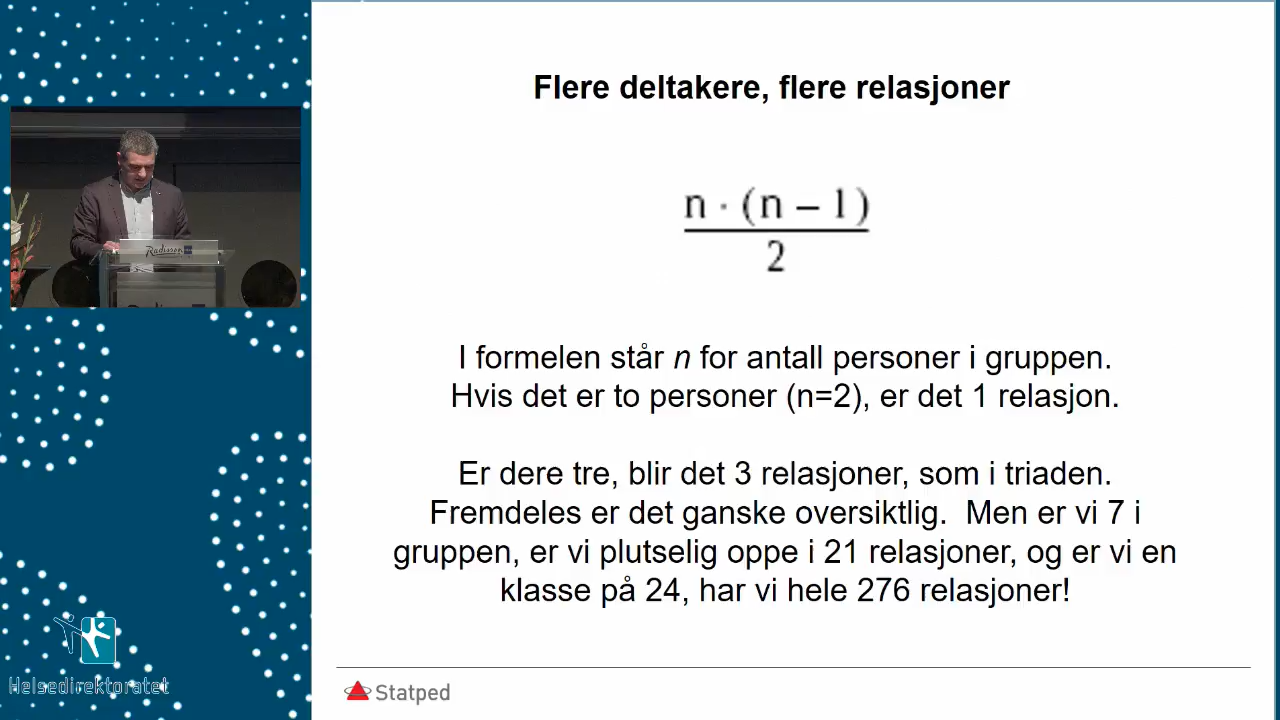 Flere deltakere, flere relasjoner
n · (n – 1)
2
I formelen står n for antall personer i gruppen.
Hvis det er to personer (n=2), er det 1 relasjon.
Er dere tre, blir det 3 relasjoner, som i triaden.
Fremdeles er det ganske oversiktlig.  Men er vi 7 i
gruppen, er vi plutselig oppe i 21 relasjoner, og er vi en
klasse på 24, har vi hele 276 relasjoner!
Radisson
Helsedirektoratet
Statped